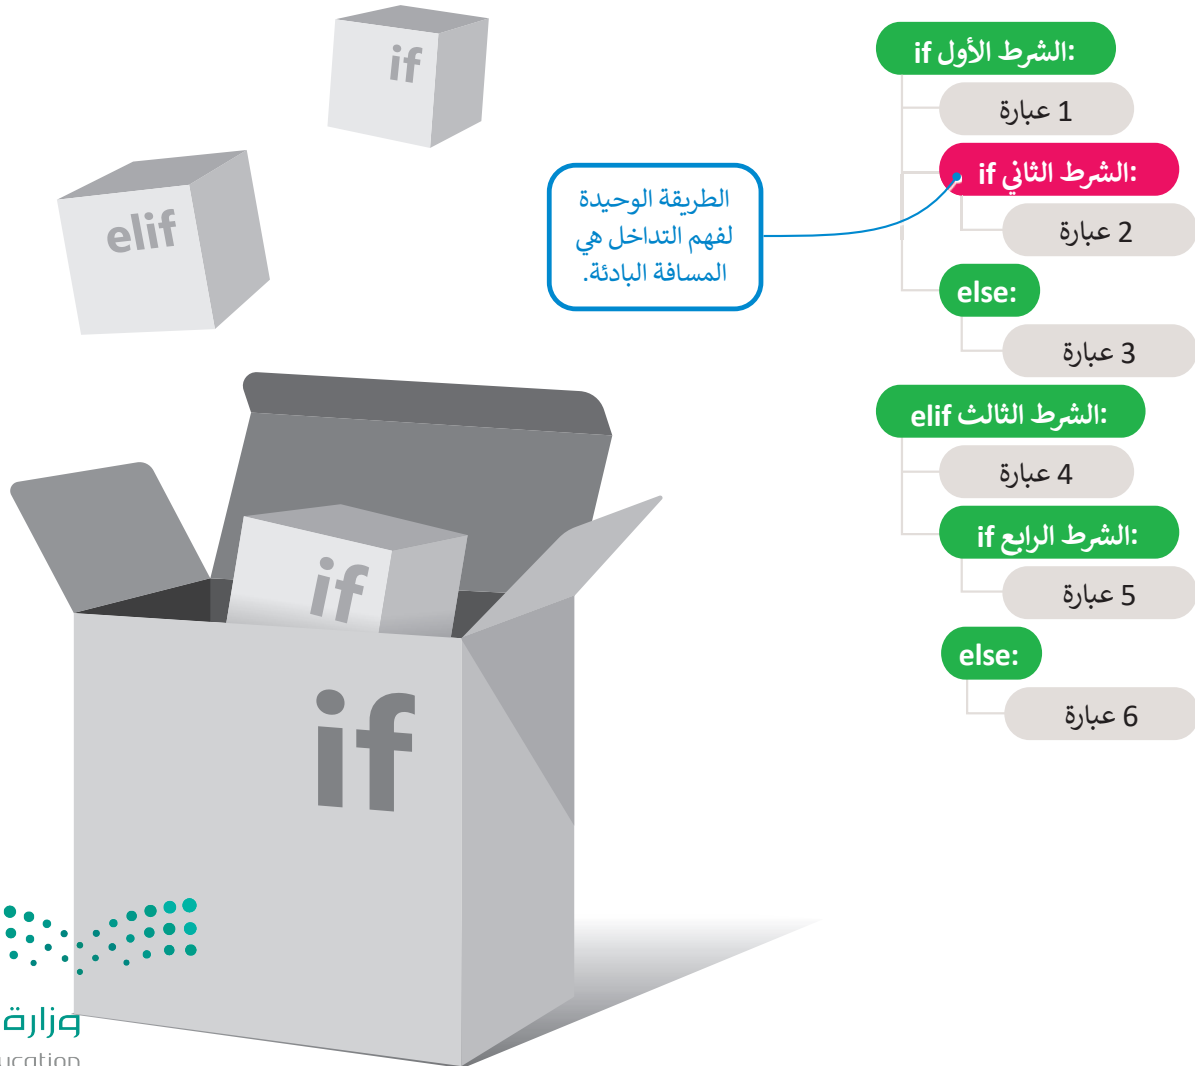 if
elif
if
if
الطريقة الوحيدة
لفهم التداخل هي
المسافة البادئة.
if الشرط الأول:
عبارة 1
if الشرط الثاني:
عبارة 2
else:
عبارة 3
elif الشرط الثالث:
عبارة 4
if الشرط الرابع:
عبارة 5
else:
عبارة 6
وزارة
ucation